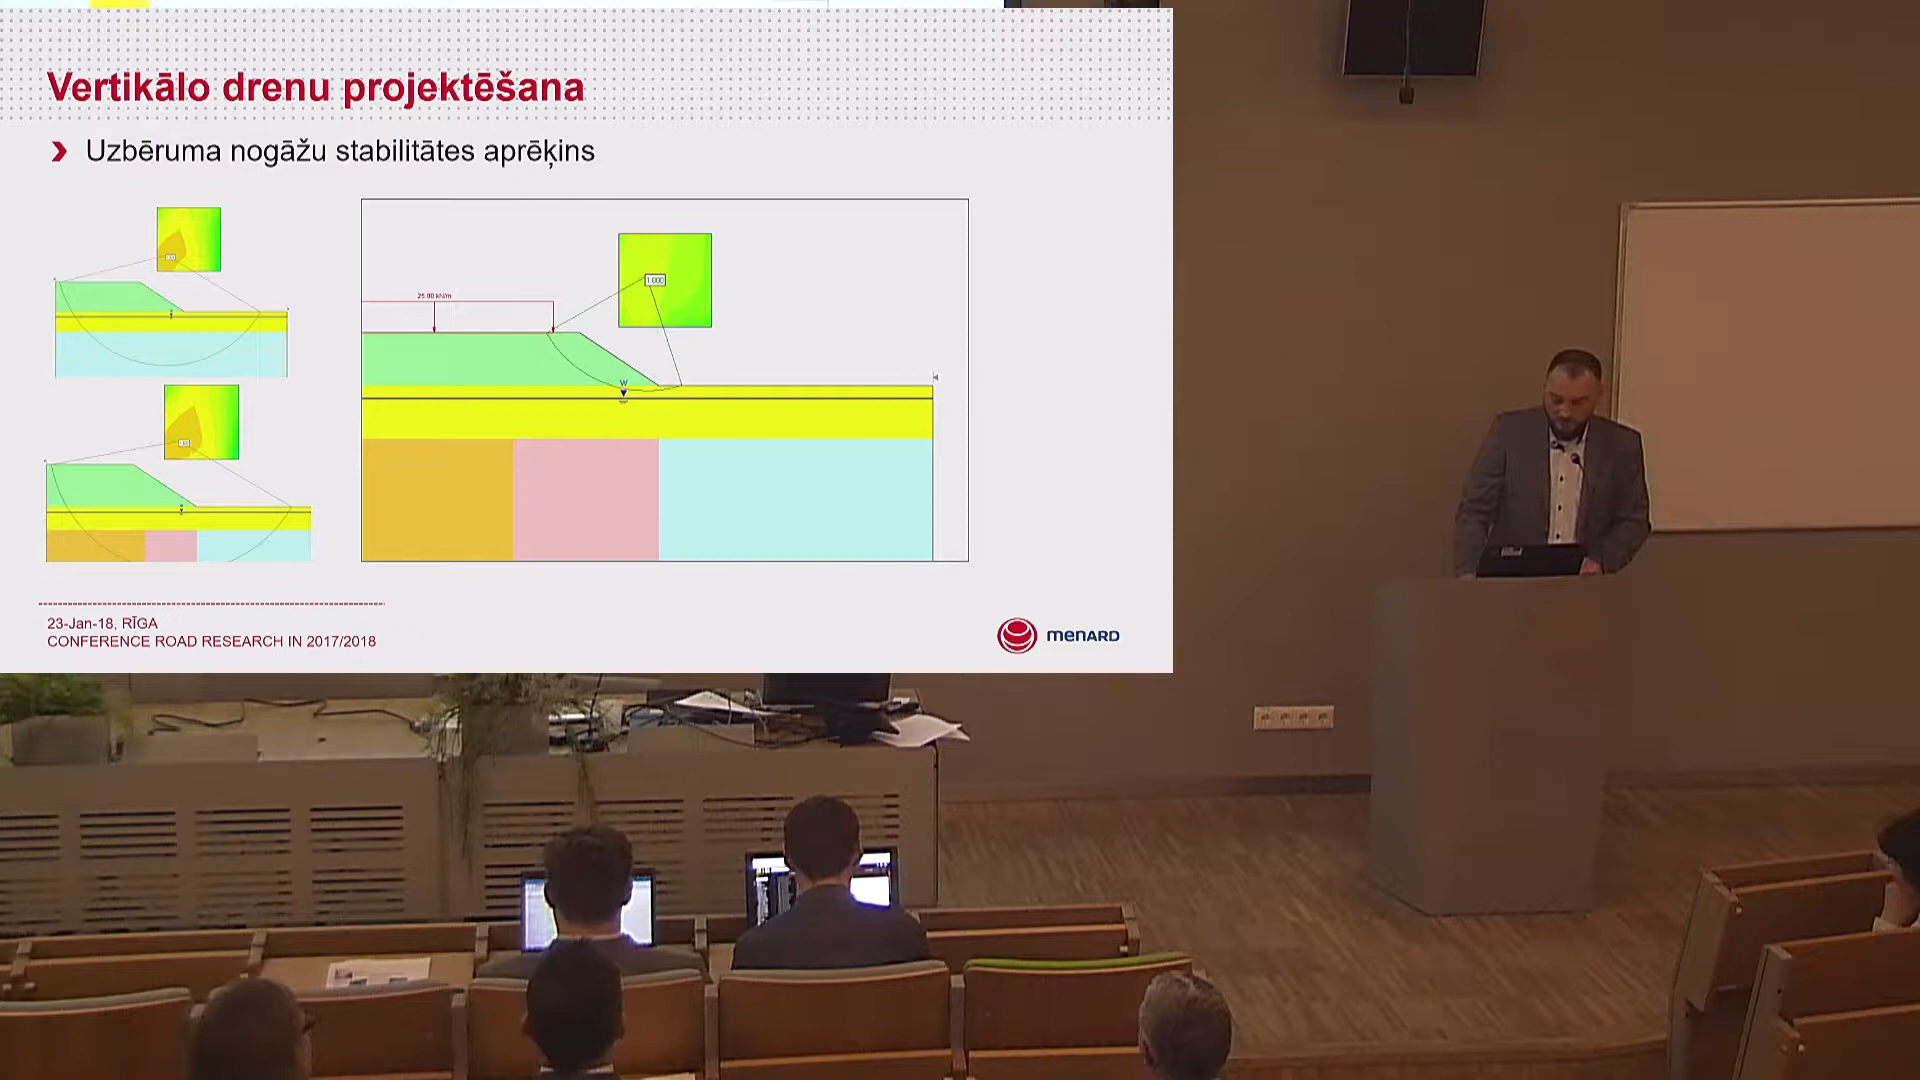 Vertikālo drenu projektēšana
Uzbēruma nogāžu stabilitātes aprēķins
25.00 kN/m
1.000
W
23-Jan-18, RĪGA
CONFERENCE ROAD RESEARCH IN 2017/2018
menARD